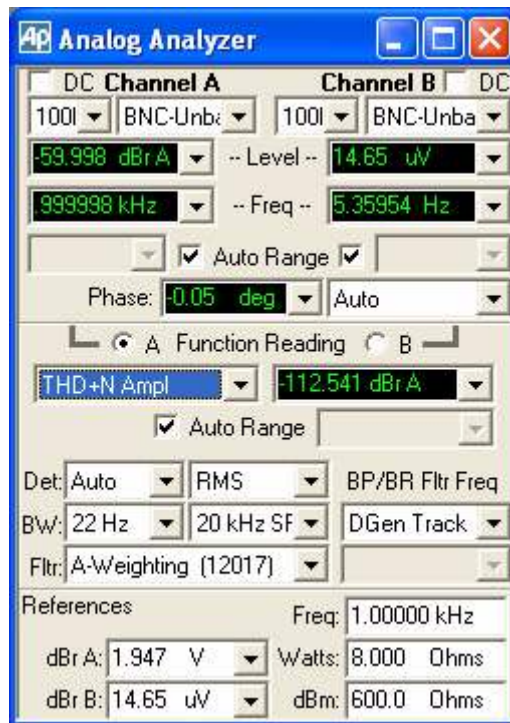 Ap Analog Analyzer
DC Channel A Channel B DC
100l BNC-Unba 100l BNC-Unba
-59.998 dBr A -- Level -- 14.65 uV
.999998 kHz -- Freq -- 5.35954 Hz
Auto Range
Phase: -0.05 deg Auto
A Function Reading B
THD+N Ampl -112.541 dBr A
Auto Range
Det: Auto RMS BP/BR Fltr Freq
BW: 22 Hz 20 kHz SF DGen Track
Fltr: A-Weighting (12017)
References Freq: 1.00000 kHz
dBr A: 1.947 V Watts: 8.000 Ohms
dBr B: 14.65 uV dBm: 600.0 Ohms